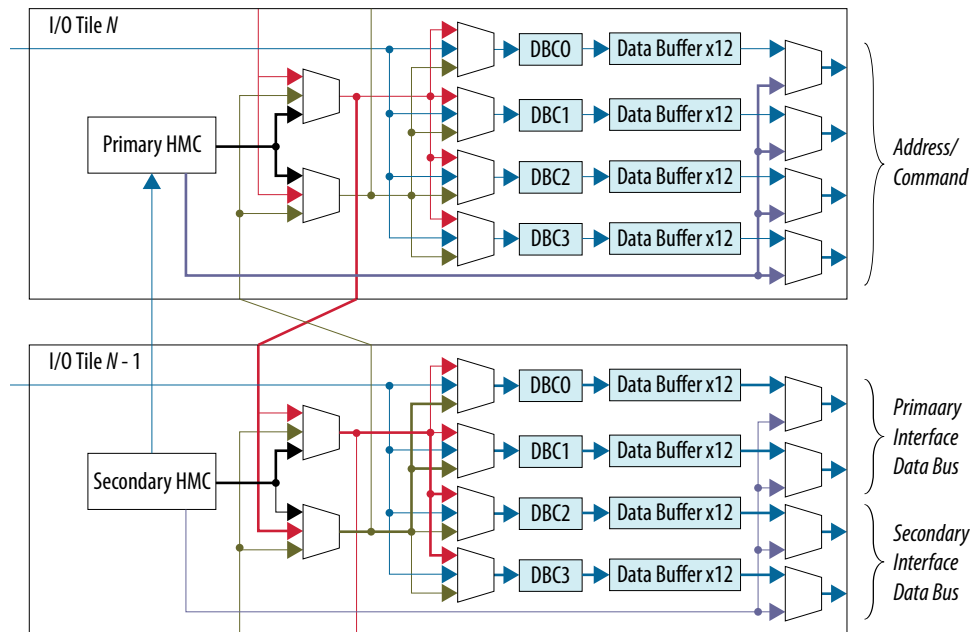 I/O Tile N
DBC0
Data Buffer x12
DBC1
Data Buffer x12
Primary HMC
DBC2
Data Buffer x12
DBC3
Data Buffer x12
Address/
Command
I/O Tile N - 1
DBC0
Data Buffer x12
DBC1
Data Buffer x12
Primaary
Interface
Data Bus
Secondary HMC
DBC2
Data Buffer x12
DBC3
Data Buffer x12
Secondary
Interface
Data Bus